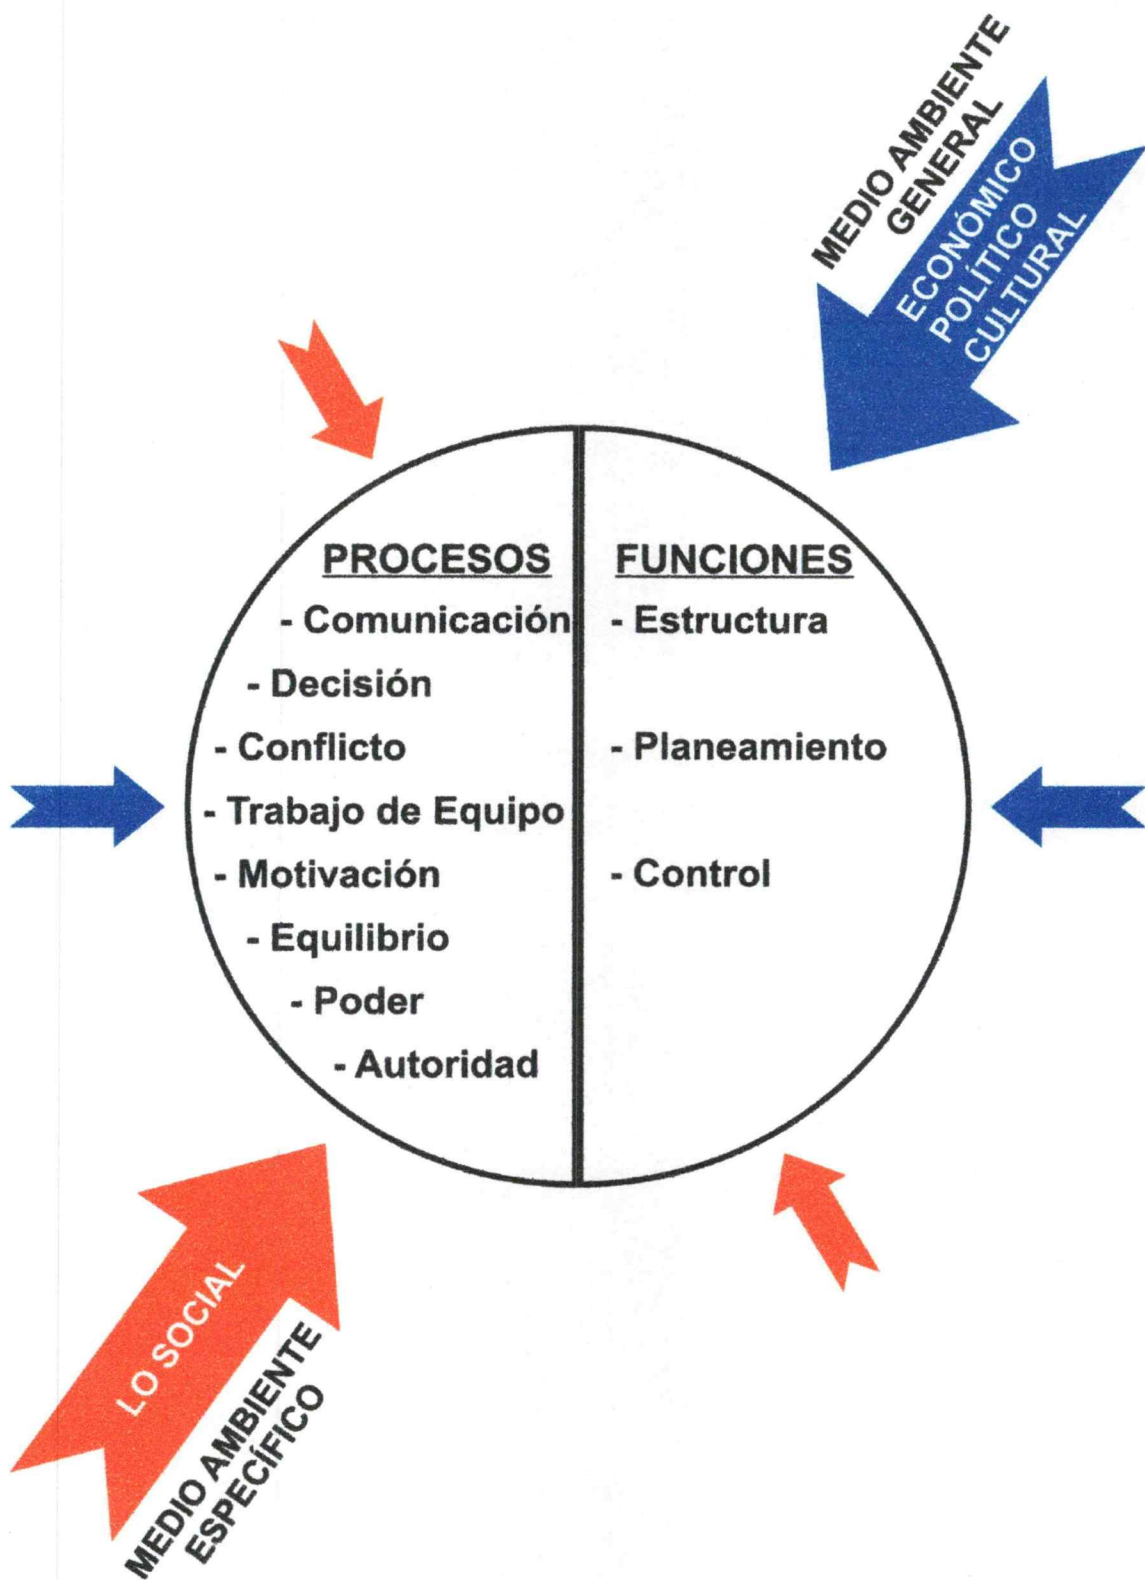 MEDIO AMBIENTE
GENERAL
ECONÓMICO
POLÍTICO
CULTURAL
PROCESOS
- Comunicación
- Decisión
- Conflicto
- Trabajo de Equipo
- Motivación
- Equilibrio
- Poder
- Autoridad
FUNCIONES
- Estructura
- Planeamiento
- Control
LO SOCIAL
MEDIO AMBIENTE
ESPECÍFICO